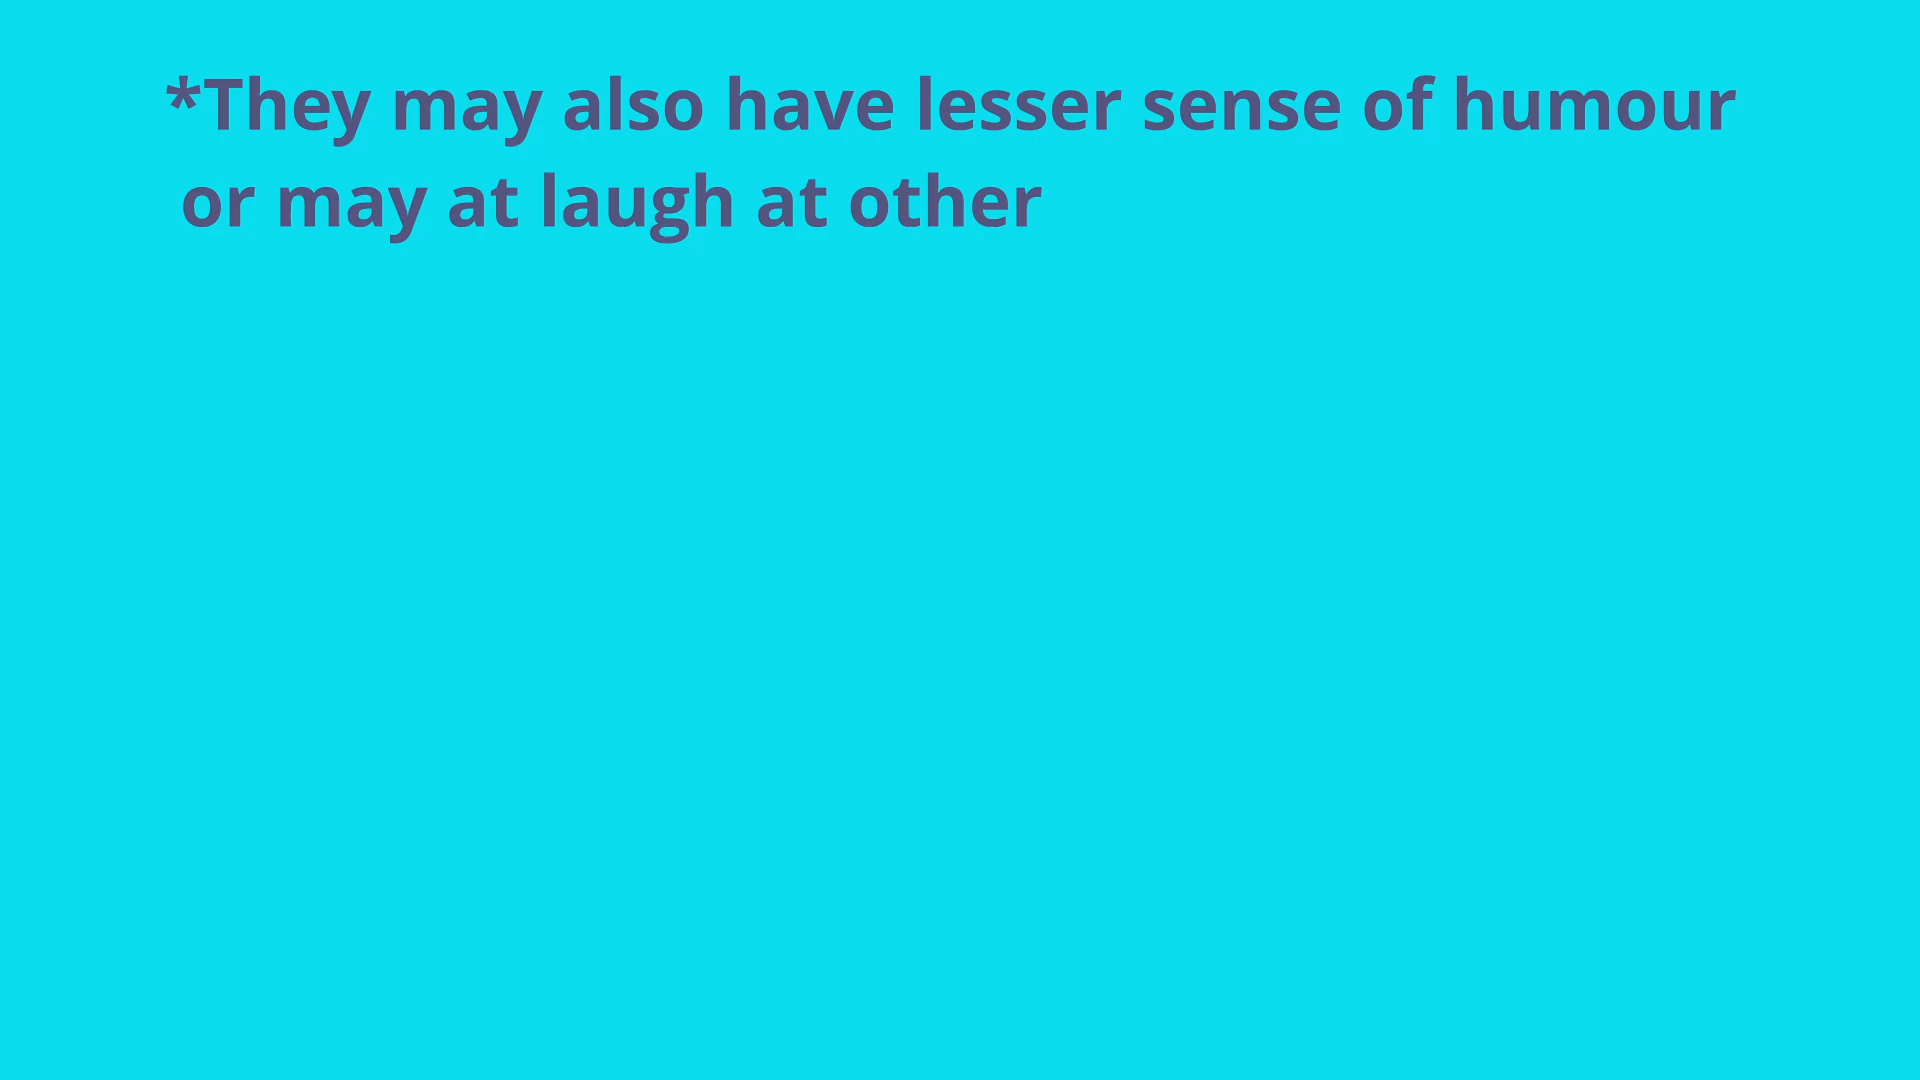 *They may also have lesser sense of humour
or may at laugh at other